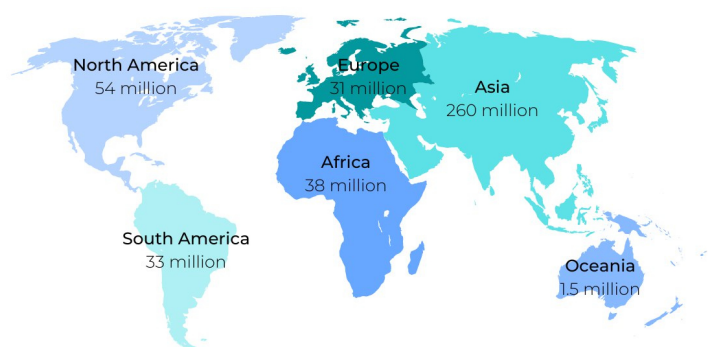 North America
54 million
Europe
31 million
Asia
260 million
Africa
38 million
South America
33 million
Oceania
1.5 million